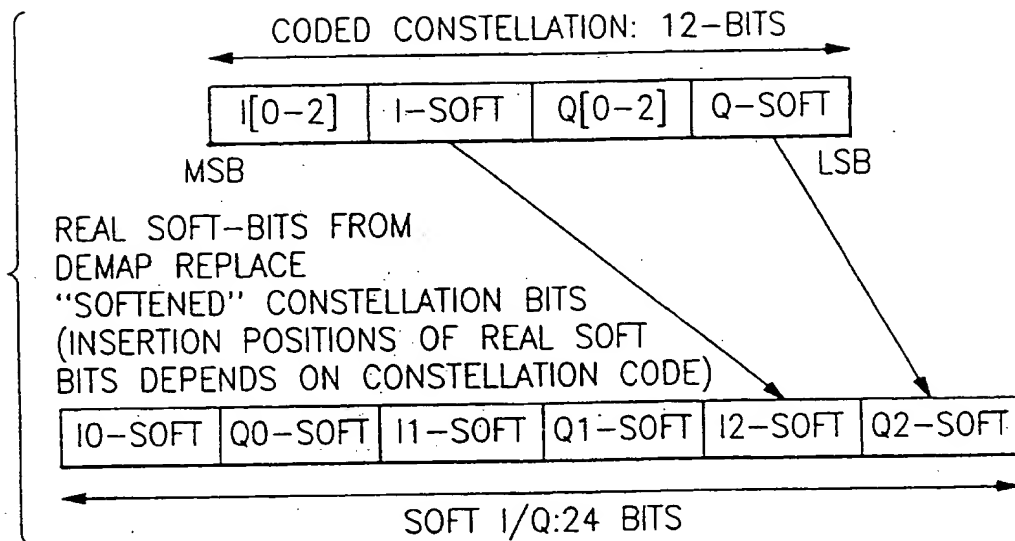 CODED CONSTELLATION: 12-BITS
I[0-2] I-SOFT Q[0-2] Q-SOFT
MSB LSB
REAL SOFT-BITS FROM
DEMAP REPLACE
"SOFTENED" CONSTELLATION BITS
(INSERTION POSITIONS OF REAL SOFT
BITS DEPENDS ON CONSTELLATION CODE)
I0-SOFT Q0-SOFT I1-SOFT Q1-SOFT I2-SOFT Q2-SOFT
SOFT I/Q:24 BITS